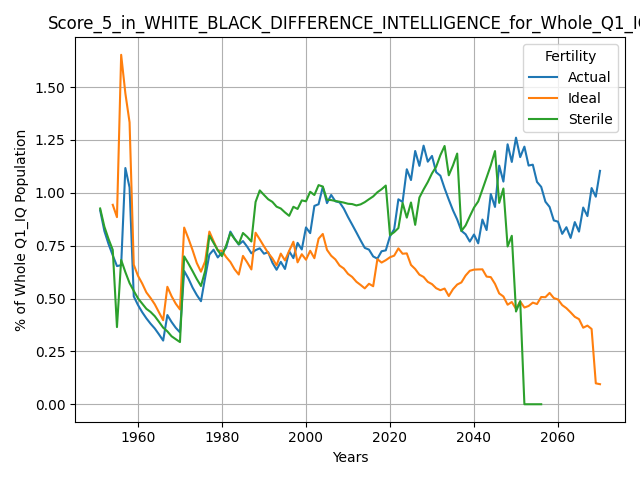 Score_5_in_WHITE_BLACK_DIFFERENCE_INTELLIGENCE_for_Whole_Q1_IQ
Fertility
Actual
Ideal
Sterile
% of Whole Q1_IQ Population
1.50
1.25
1.00
0.75
0.50
0.25
0.00
1960 1980 2000 2020 2040 2060
Years